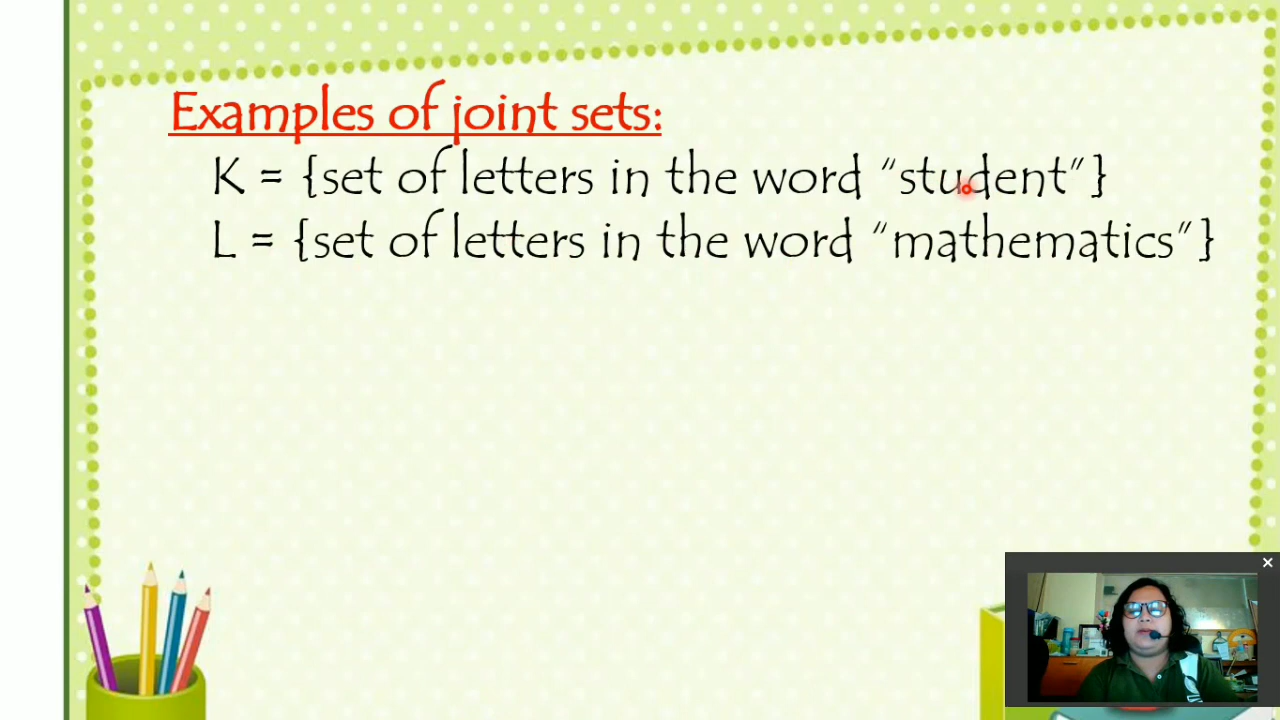 Examples of joint sets:
K = {set of letters in the word “student”}
L = {set of letters in the word “mathematics”}